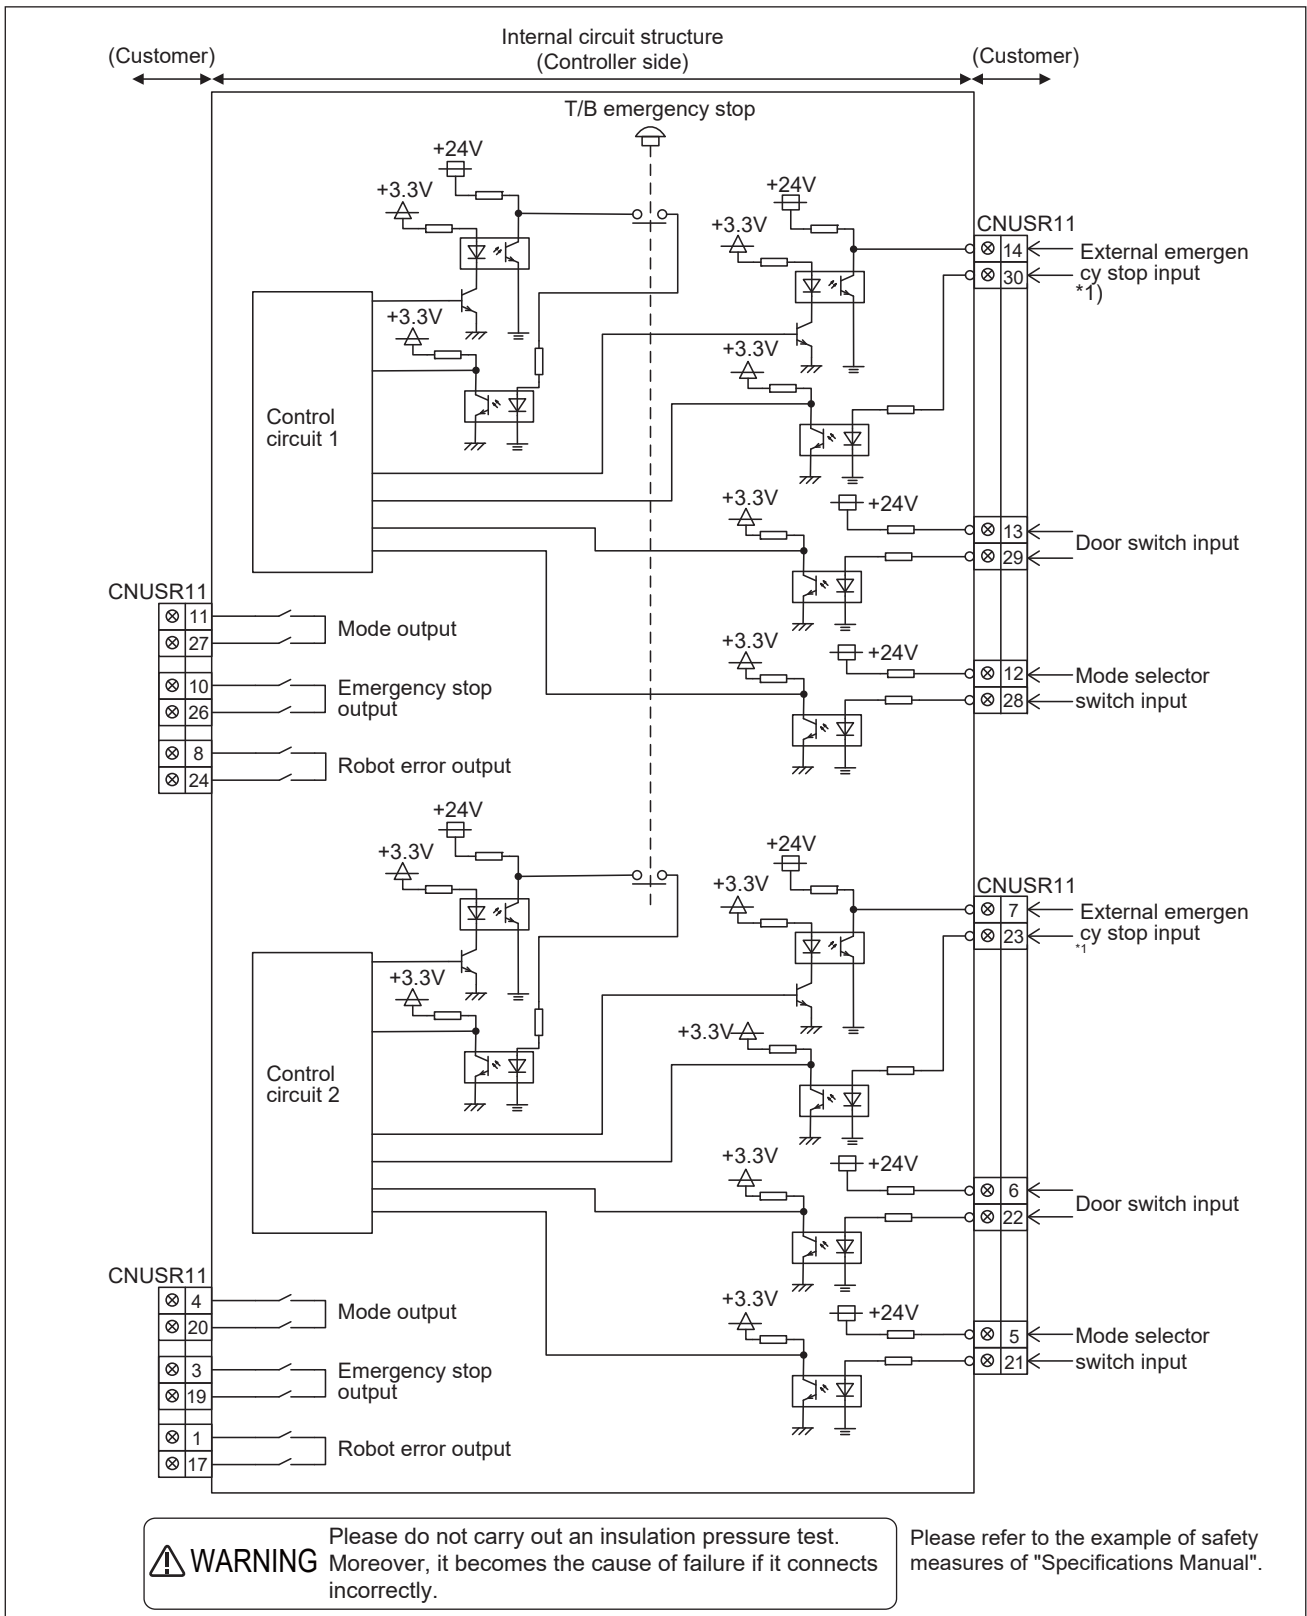 Internal circuit structure
(Controller side)
(Customer)
(Customer)
T/B emergency stop
+24V
+3.3V
+3.3V
Control
circuit 1
+24V
+3.3V
+3.3V
CNUSR11
14
30
External emergen
cy stop input
*1)
+3.3V
+24V
13
29
Door switch input
+3.3V
+24V
12
28
Mode selector
switch input
CNUSR11
11
27
Mode output
10
26
Emergency stop
output
8
24
Robot error output
+24V
+3.3V
+3.3V
Control
circuit 2
+24V
+3.3V
+3.3V
CNUSR11
7
23
External emergen
cy stop input
*1
+3.3V
+24V
6
22
Door switch input
+3.3V
+24V
5
21
Mode selector
switch input
CNUSR11
4
20
Mode output
3
19
Emergency stop
output
1
17
Robot error output
WARNING
Please do not carry out an insulation pressure test.
Moreover, it becomes the cause of failure if it connects
incorrectly.
Please refer to the example of safety
measures of "Specifications Manual".